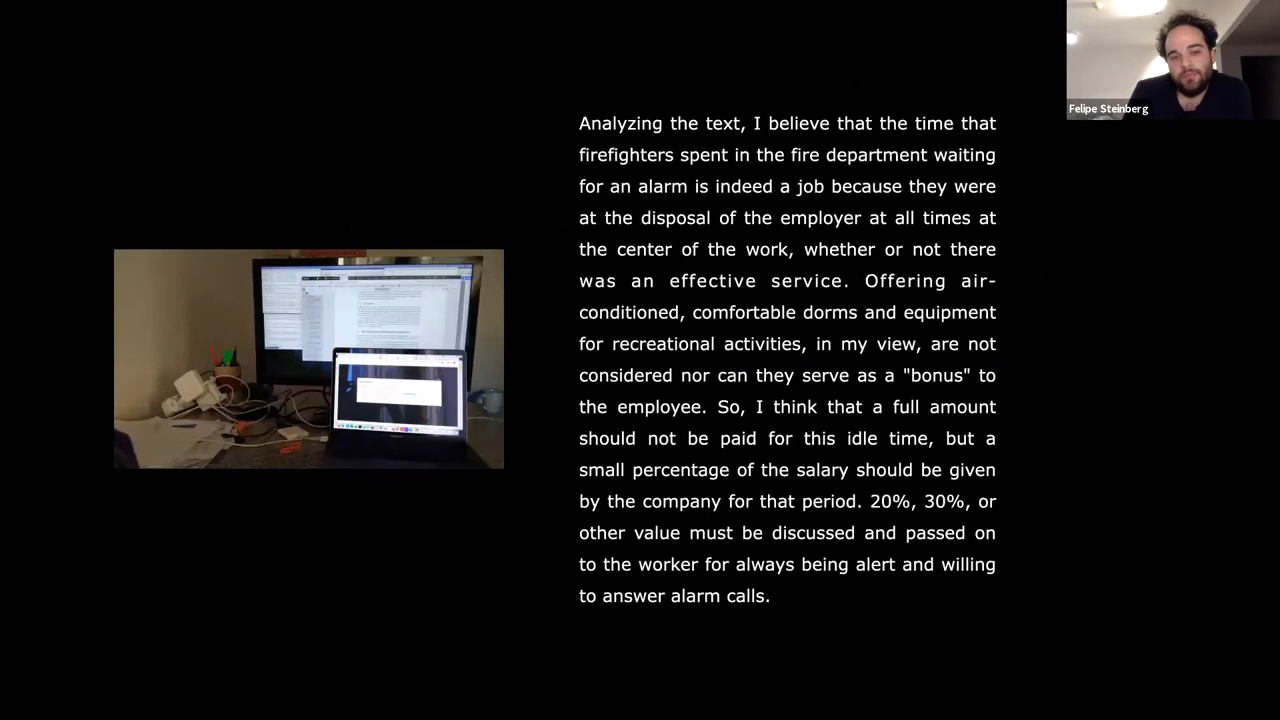 Felipe Steinberg
Analyzing the text, I believe that the time that
firefighters spent in the fire department waiting
for an alarm is indeed a job because they were
at the disposal of the employer at all times at
the center of the work, whether or not there
was an effective service. Offering air-
conditioned, comfortable dorms and equipment
for recreational activities, in my view, are not
considered nor can they serve as a "bonus" to
the employee. So, I think that a full amount
should not be paid for this idle time, but a
small percentage of the salary should be given
by the company for that period. 20%, 30%, or
other value must be discussed and passed on
to the worker for always being alert and willing
to answer alarm calls.